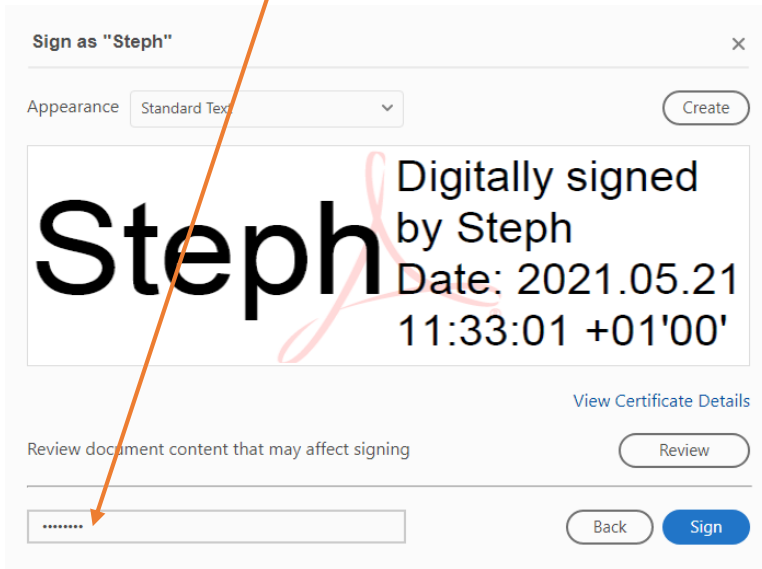 Sign as "Steph"
×
Appearance Standard Text Create
Steph
Digitally signed
by Steph
Date: 2021.05.21
11:33:01 +01'00'
View Certificate Details
Review document content that may affect signing Review
•••••••• Back Sign